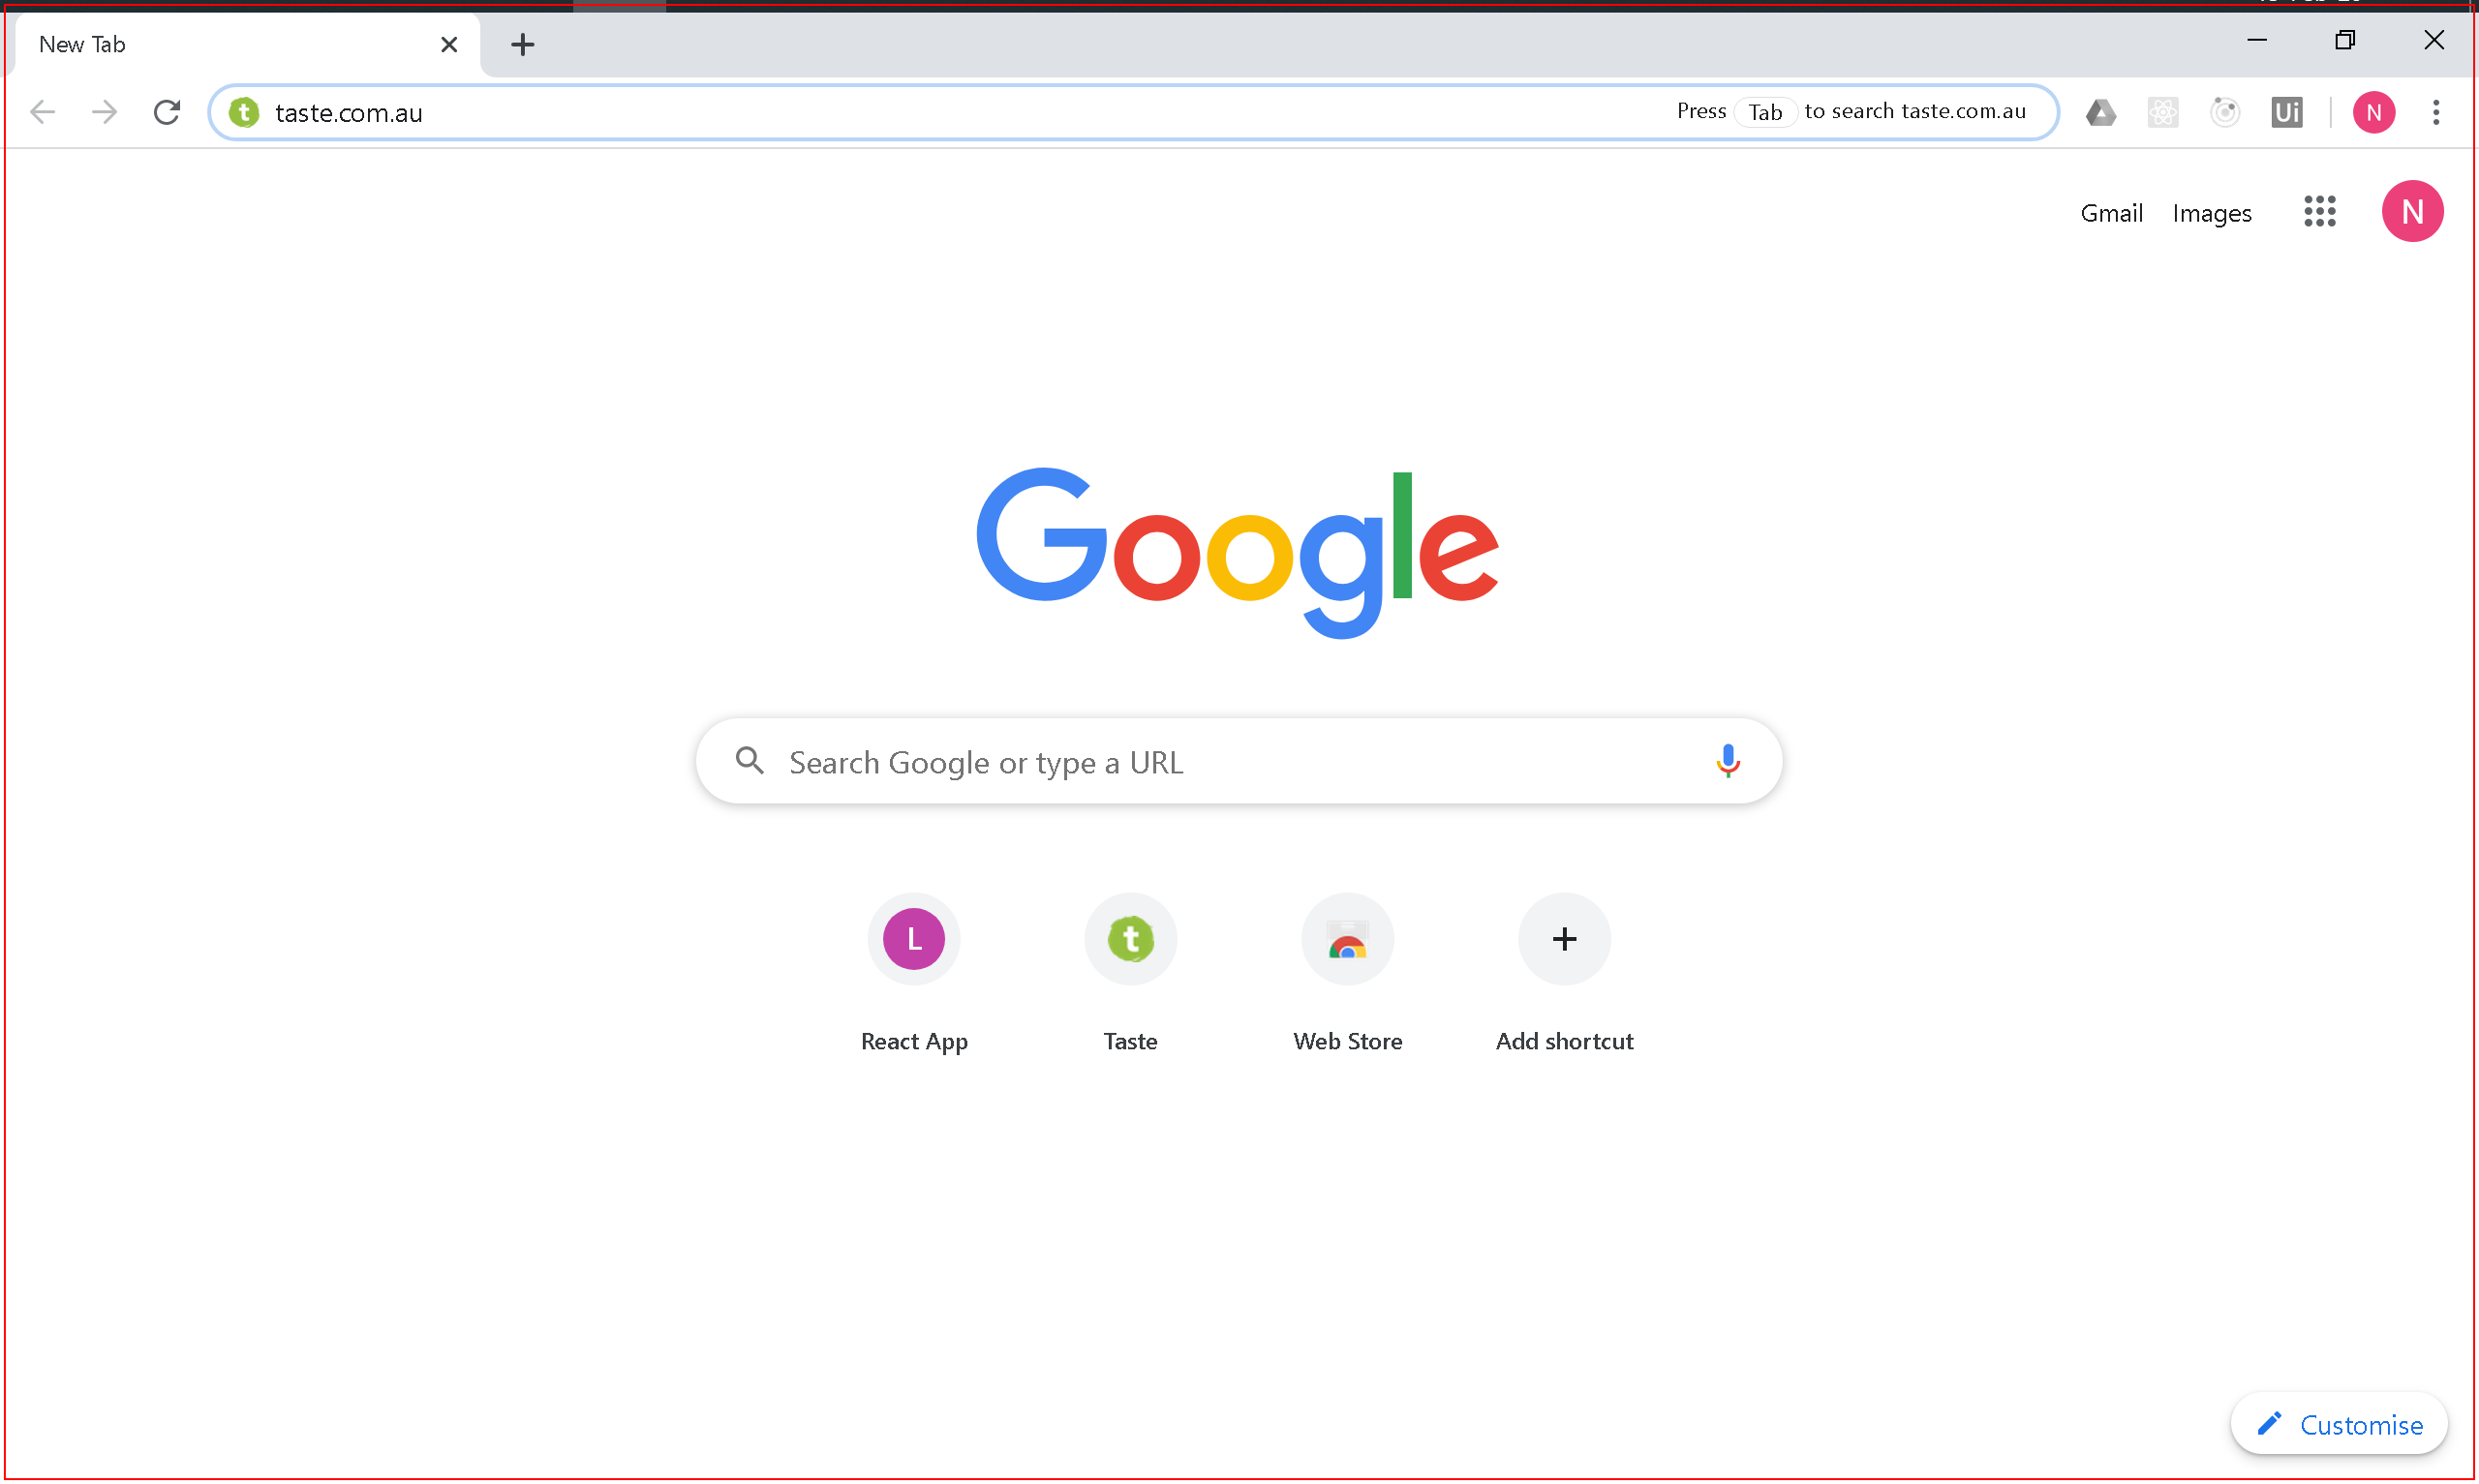 New Tab
taste.com.au
Press Tab to search taste.com.au
Ui
N
Gmail Images
N
Google
Search Google or type a URL
L
t
React App
Taste
Web Store
Add shortcut
Customise